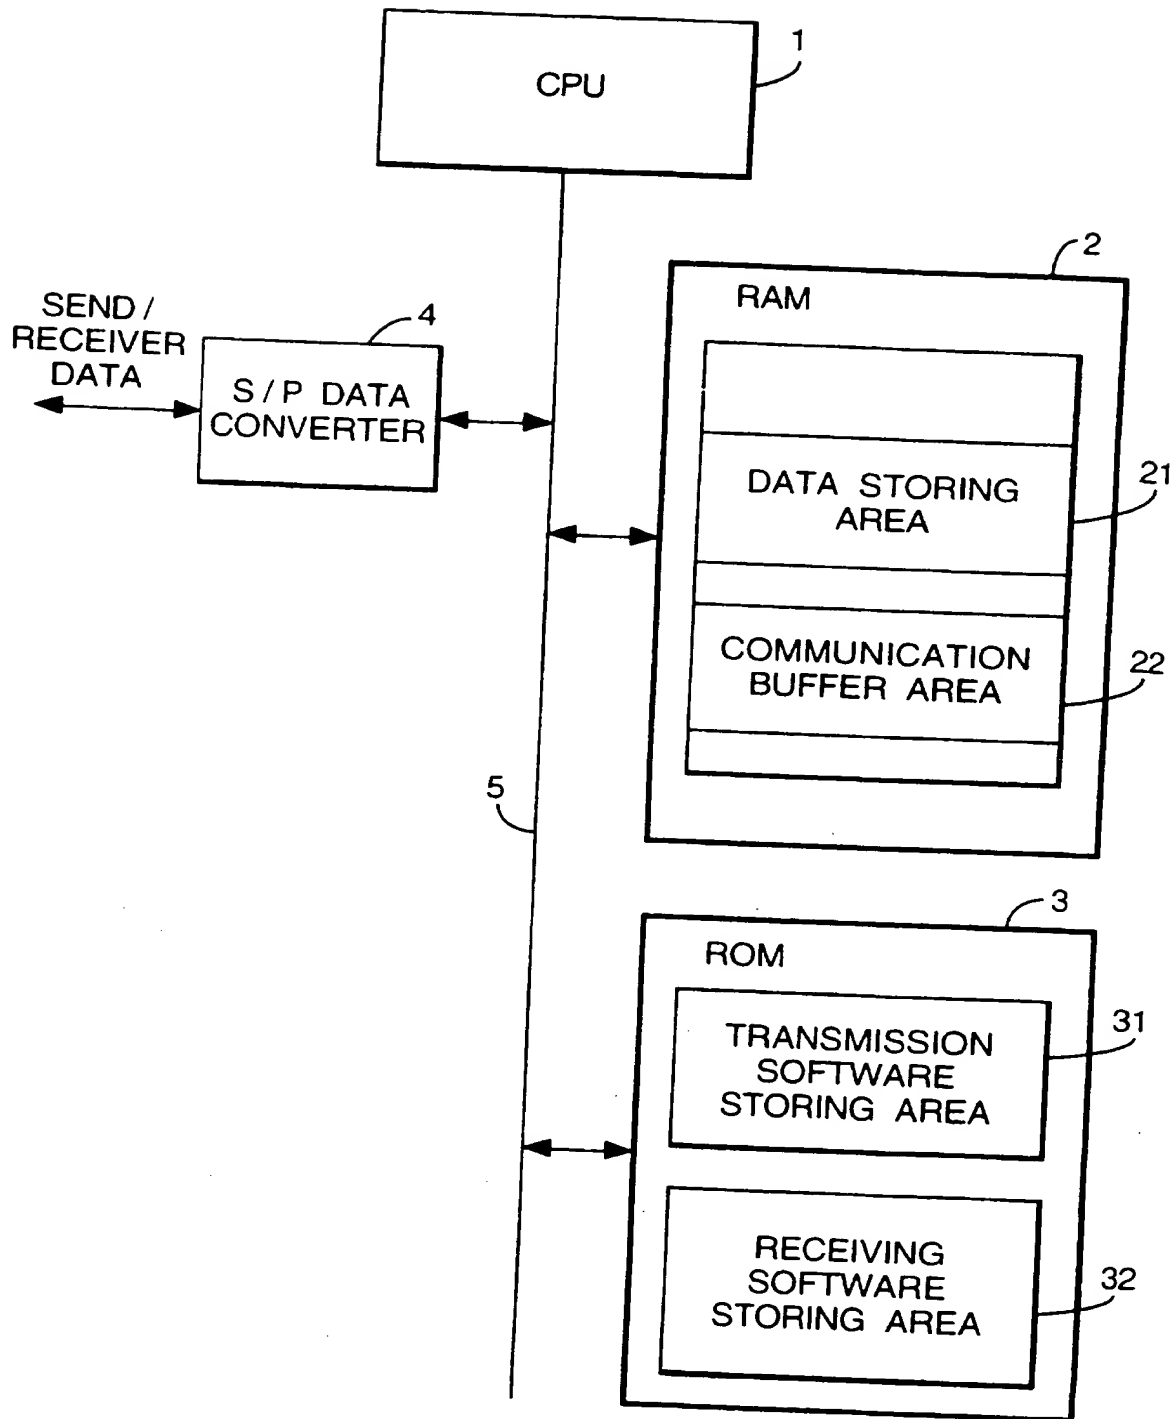 CPU
1
2
RAM
SEND /
RECEIVER
DATA
4
S / P DATA
CONVERTER
DATA STORING
AREA
21
COMMUNICATION
BUFFER AREA
22
5
3
ROM
TRANSMISSION
SOFTWARE
STORING AREA
31
RECEIVING
SOFTWARE
STORING AREA
32